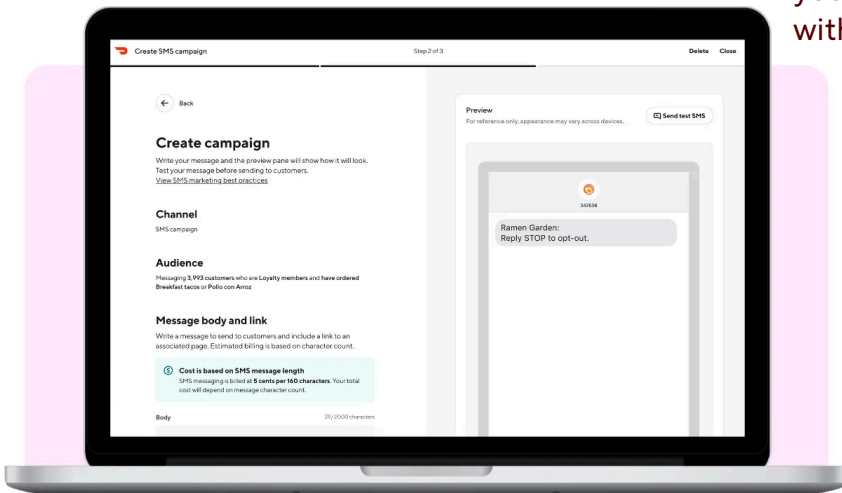 with
Create SMS campaign
Step 2 of 3
Delete Close
Back
Create campaign
Write your message and the preview pane will show how it will look.
Test your message before sending to customers.
View SMS marketing best practices
Channel
SMS campaign
Audience
Messaging 3,993 customers who are Loyalty members and have ordered
Breakfast tacos or Pollo con Arroz
Message body and link
Write a message to send to customers and include a link to an
associated page. Estimated billing is based on character count.
Cost is based on SMS message length
SMS messaging is billed at 5 cents per 160 characters. Your total
cost will depend on message character count.
Body
29/2000 characters
Preview
For reference only, appearance may vary across devices.
Send test SMS
Ramen Garden:
Reply STOP to opt-out.